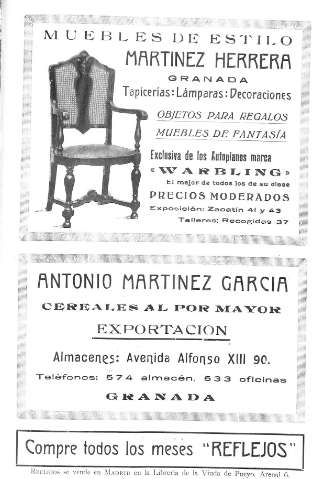 MUEBLES DE ESTILO
MARTINEZ HERRERA
GRANADA
Tapicerías: Lámparas: Decoraciones
OBJETOS PARA REGALOS
MUEBLES DE FANTASÍA
Exclusiva de los Autopianos marca
«WARBLING»
El mejor de todos los de su clase
PRECIOS MODERADOS
Exposición: Zacatín 41 y 43
Talleres: Recogidas 37
ANTONIO MARTINEZ GARCIA
CEREALES AL POR MAYOR
EXPORTACION
Almacenes: Avenida Alfonso XIII 90.
Teléfonos: 574 almacén, 533 oficinas
GRANADA
Compre todos los meses "REFLEJOS"
REFLEJOS se vende en MADRID en la Librería de la Viuda de Pueyo, Arenal 6.